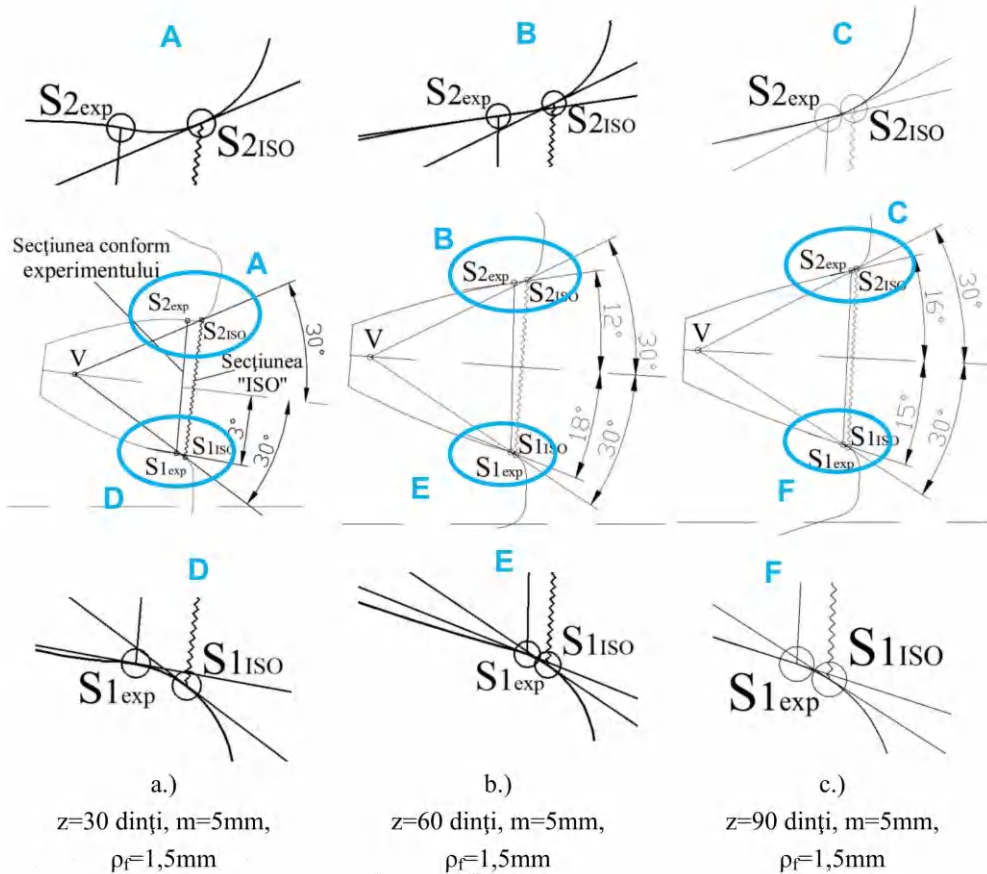 A
B
C
S2exp
S2ISO
S2exp
S2ISO
S2exp
S2ISO
Secţiunea conform
experimentului
A
S2exp
S2ISO
V
Secţiunea
"ISO"
30°
3°
30°
S1exp
S1ISO
D
B
S2exp
S2ISO
V
12°
30°
18°
30°
S1exp
S1ISO
E
C
S2exp
S2ISO
V
16°
30°
15°
30°
S1exp
S1ISO
F
D
E
F
S1exp
S1ISO
S1exp
S1ISO
S1exp
S1ISO
a.)
z=30 dinţi, m=5mm,
ρf=1,5mm
b.)
z=60 dinţi, m=5mm,
ρf=1,5mm
c.)
z=90 dinţi, m=5mm,
ρf=1,5mm